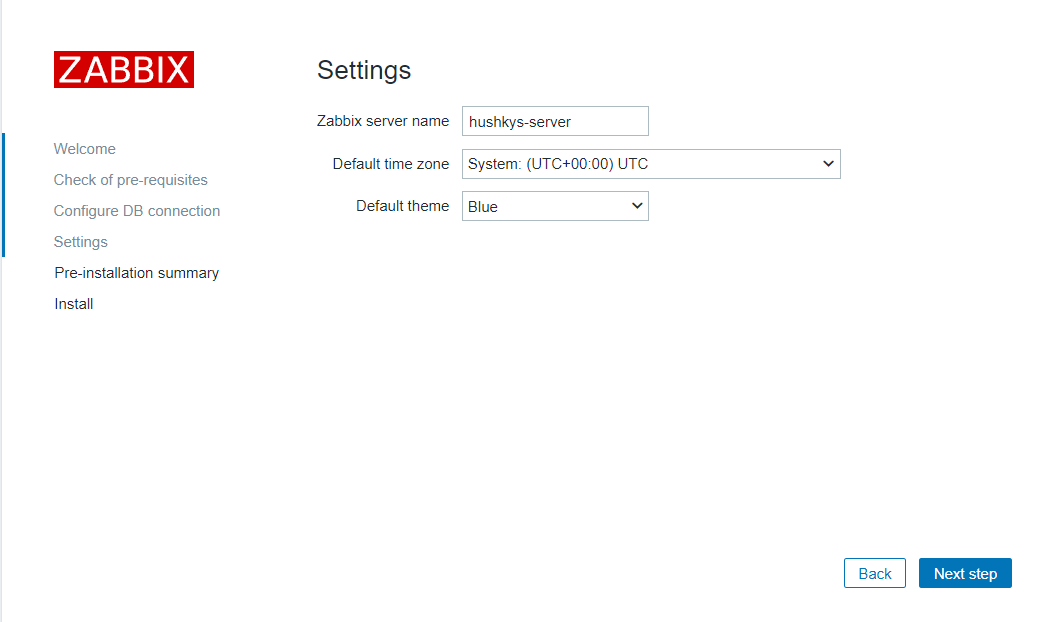 ZABBIX
Welcome
Check of pre-requisites
Configure DB connection
Settings
Pre-installation summary
Install
Settings
Zabbix server name hushkys-server
Default time zone System: (UTC+00:00) UTC
Default theme Blue
Back Next step